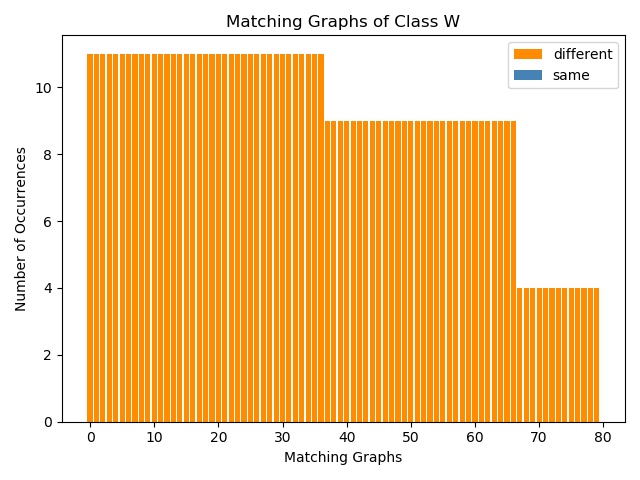 Matching Graphs of Class W
different
same
Number of Occurrences
10
8
6
4
2
0
0 10 20 30 40 50 60 70 80
Matching Graphs